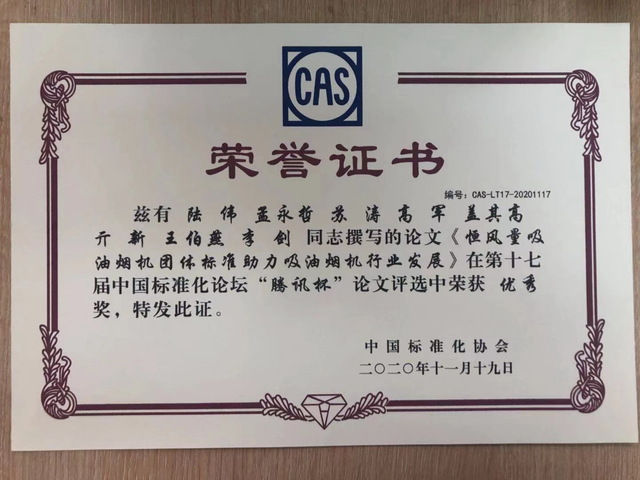 CAS
荣誉证书
编号：CAS-LT17-20201117
兹有 陆伟 孟永哲 苏涛 高军 盖其高
亓新 王伯燕 李创 同志撰写的论文《恒风量吸
油烟机团体标准助力吸油烟机行业发展》在第十七
届中国标准化论坛“腾讯杯”论文评选中荣获 优秀
奖，特发此证。
中国标准化协会
二〇二〇年十一月十九日